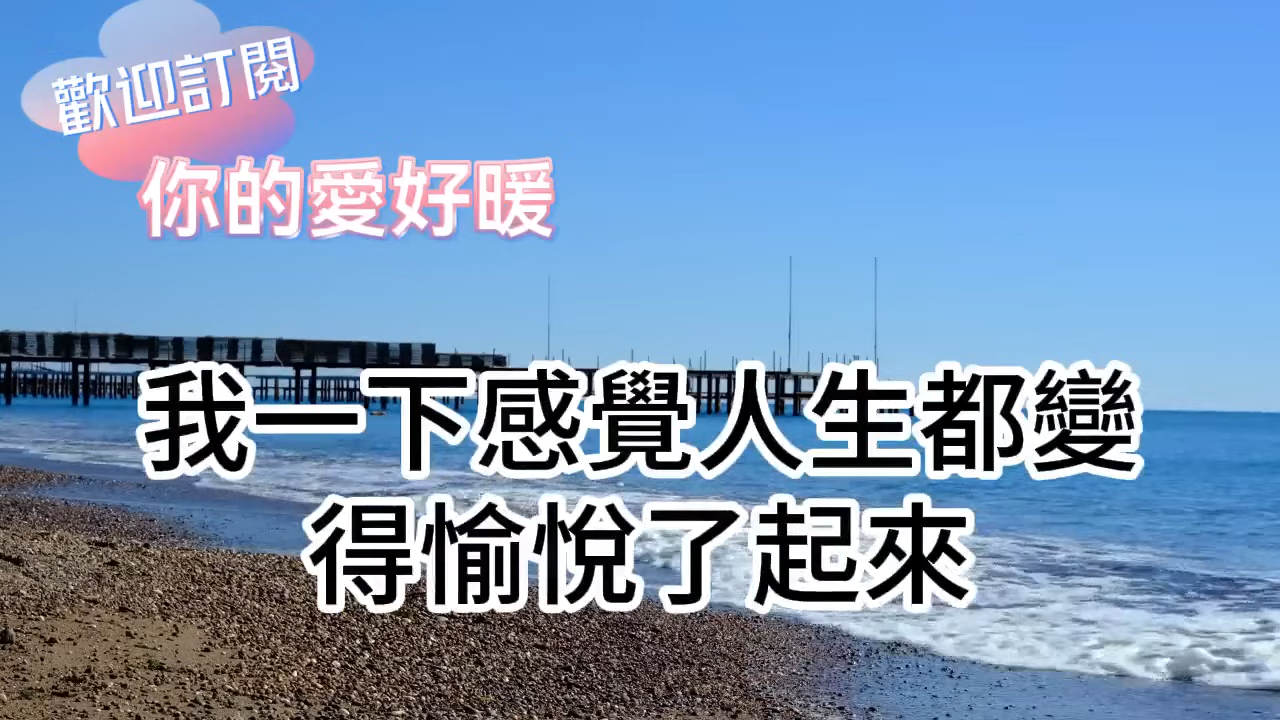 歡迎訂閱
你的愛好暖
我一下感覺人生都變
得愉悅了起來